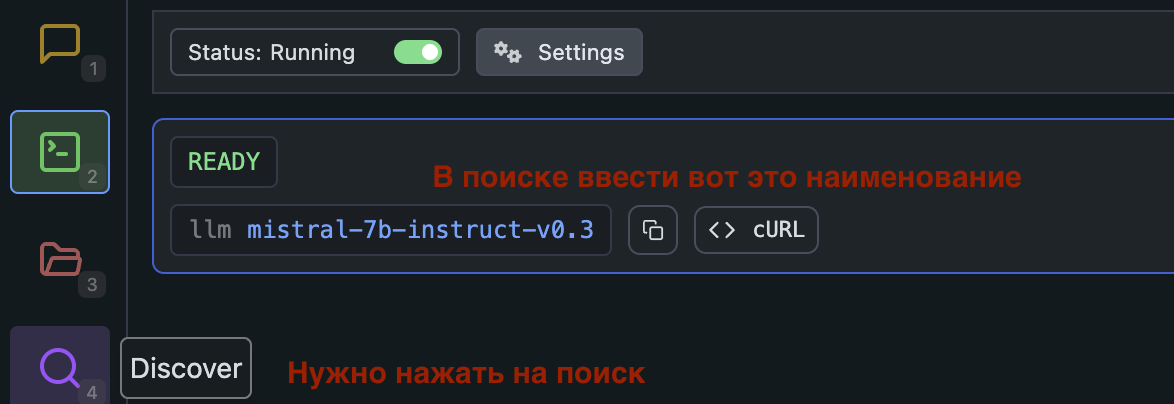 1
Status: Running
Settings
2
READY
В поиске ввести вот это наименование
llm mistral-7b-instruct-v0.3
cURL
3
4
Discover
Нужно нажать на поиск